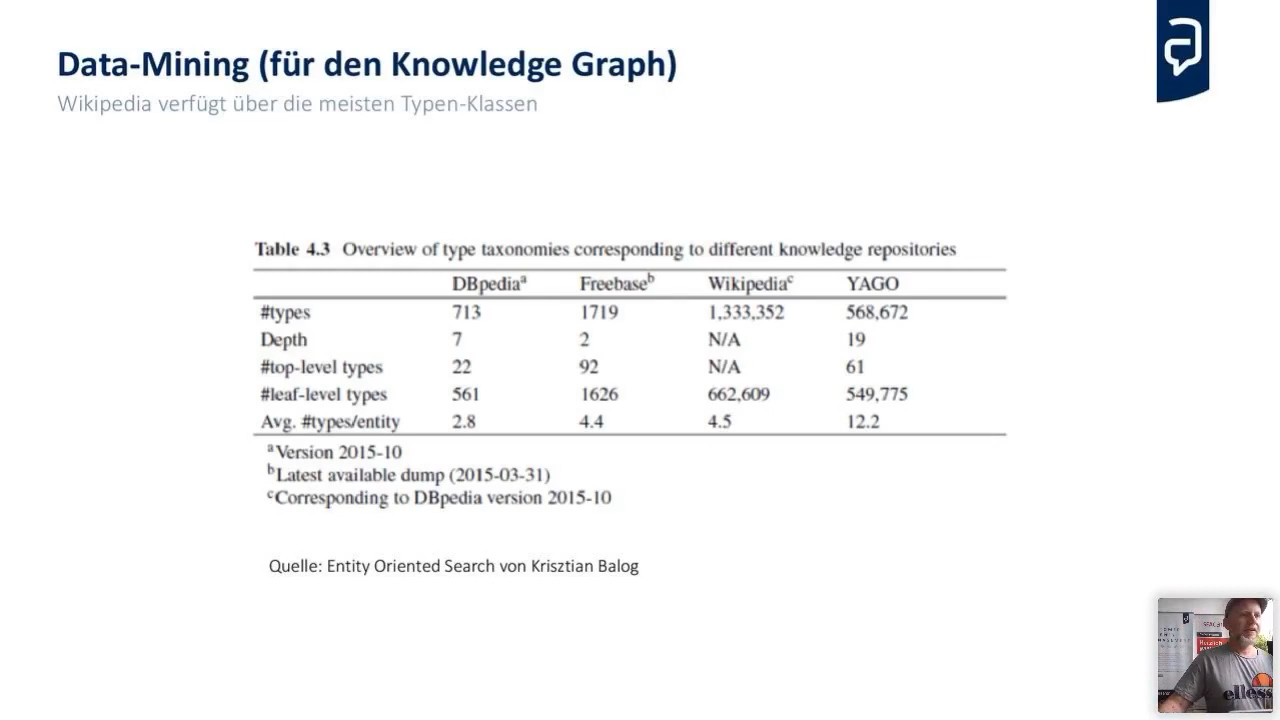 Data-Mining (für den Knowledge Graph)
Wikipedia verfügt über die meisten Typen-Klassen
Table 4.3 Overview of type taxonomies corresponding to different knowledge repositories
DBpediaᵃ Freebaseᵇ Wikipediaᶜ YAGO
#types 713 1719 1,333,352 568,672
Depth 7 2 N/A 19
#top-level types 22 92 N/A 61
#leaf-level types 561 1626 662,609 549,775
Avg. #types/entity 2.8 4.4 4.5 12.2
ᵃVersion 2015-10
ᵇLatest available dump (2015-03-31)
ᶜCorresponding to DBpedia version 2015-10
Quelle: Entity Oriented Search von Krisztian Balog
Herzlich
ellesse